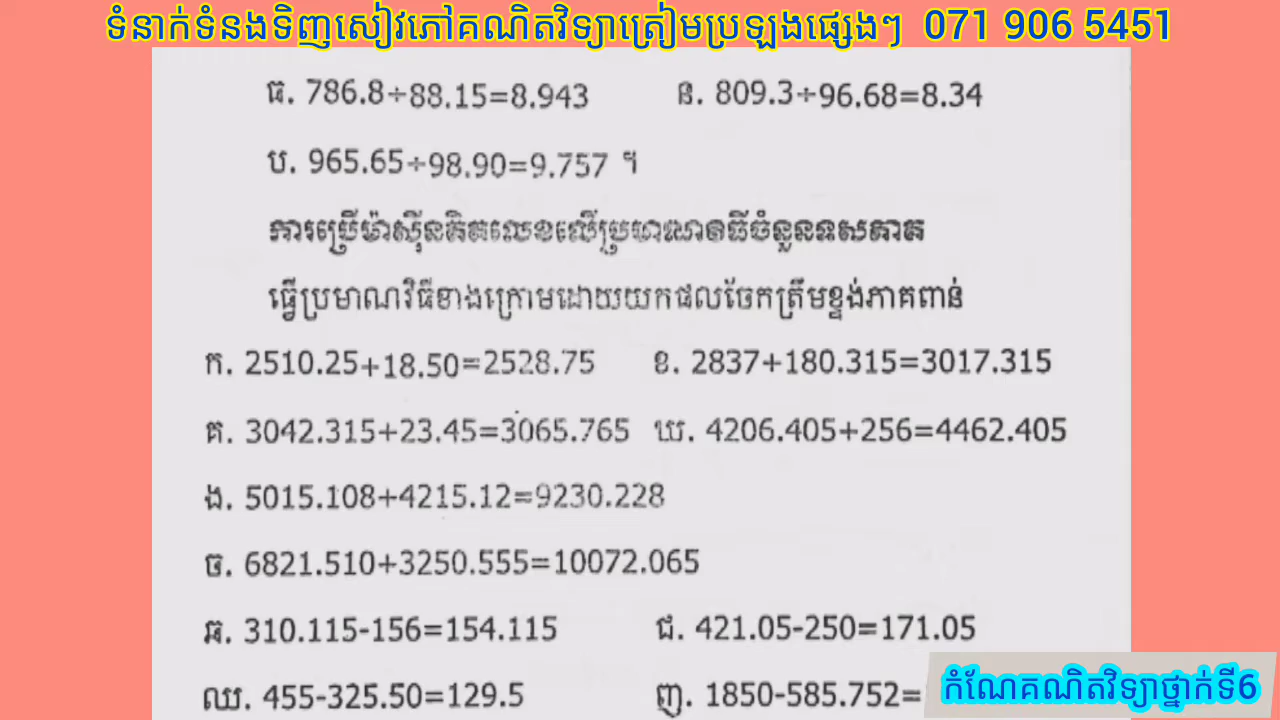 ទំនាក់ទំនងទិញសៀវភៅគណិតវិទ្យាត្រៀមប្រឡងផ្សេងៗ 071 906 5451
ធ. 786.8÷88.15=8.943 ន. 809.3÷96.68=8.34
ប. 965.65÷98.90=9.757 ។
ការប្រើម៉ាស៊ីនគិតលេខលើប្រមាណវិធីចំនួនទសភាគ
ធ្វើប្រមាណវិធីខាងក្រោមដោយយកផលចែកត្រឹមខ្ទង់ភាគពាន់
ក. 2510.25+18.50=2528.75 ខ. 2837+180.315=3017.315
គ. 3042.315+23.45=3065.765 ឃ. 4206.405+256=4462.405
ង. 5015.108+4215.12=9230.228
ច. 6821.510+3250.555=10072.065
ឆ. 310.115-156=154.115 ជ. 421.05-250=171.05
ឈ. 455-325.50=129.5 ញ. 1850-585.752=
កំណែគណិតវិទ្យាថ្នាក់ទី6